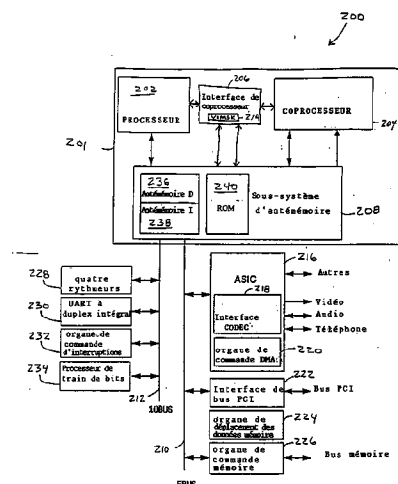 200
202
PROCESSEUR
206
Interface de
coprocesseur
VIMSK 214
COPROCESSEUR
204
201
236
Antémémoire D
Antémémoire I
238
240
ROM
Sous-système
d'antémémoire
208
228
quatre
rythmeurs
230
UART à
duplex intégral
232
organe de
commande
d'interruptions
234
Processeur de
train de bits
212
IOBUS
210
FBUS
216
ASIC
218
Interface
CODEC
220
organe de
commande DMA
Autres
Vidéo
Audio
Téléphone
222
Interface de
bus PCI
Bus PCI
224
organe de
déplacement des
données mémoire
226
organe de
commande
mémoire
Bus mémoire